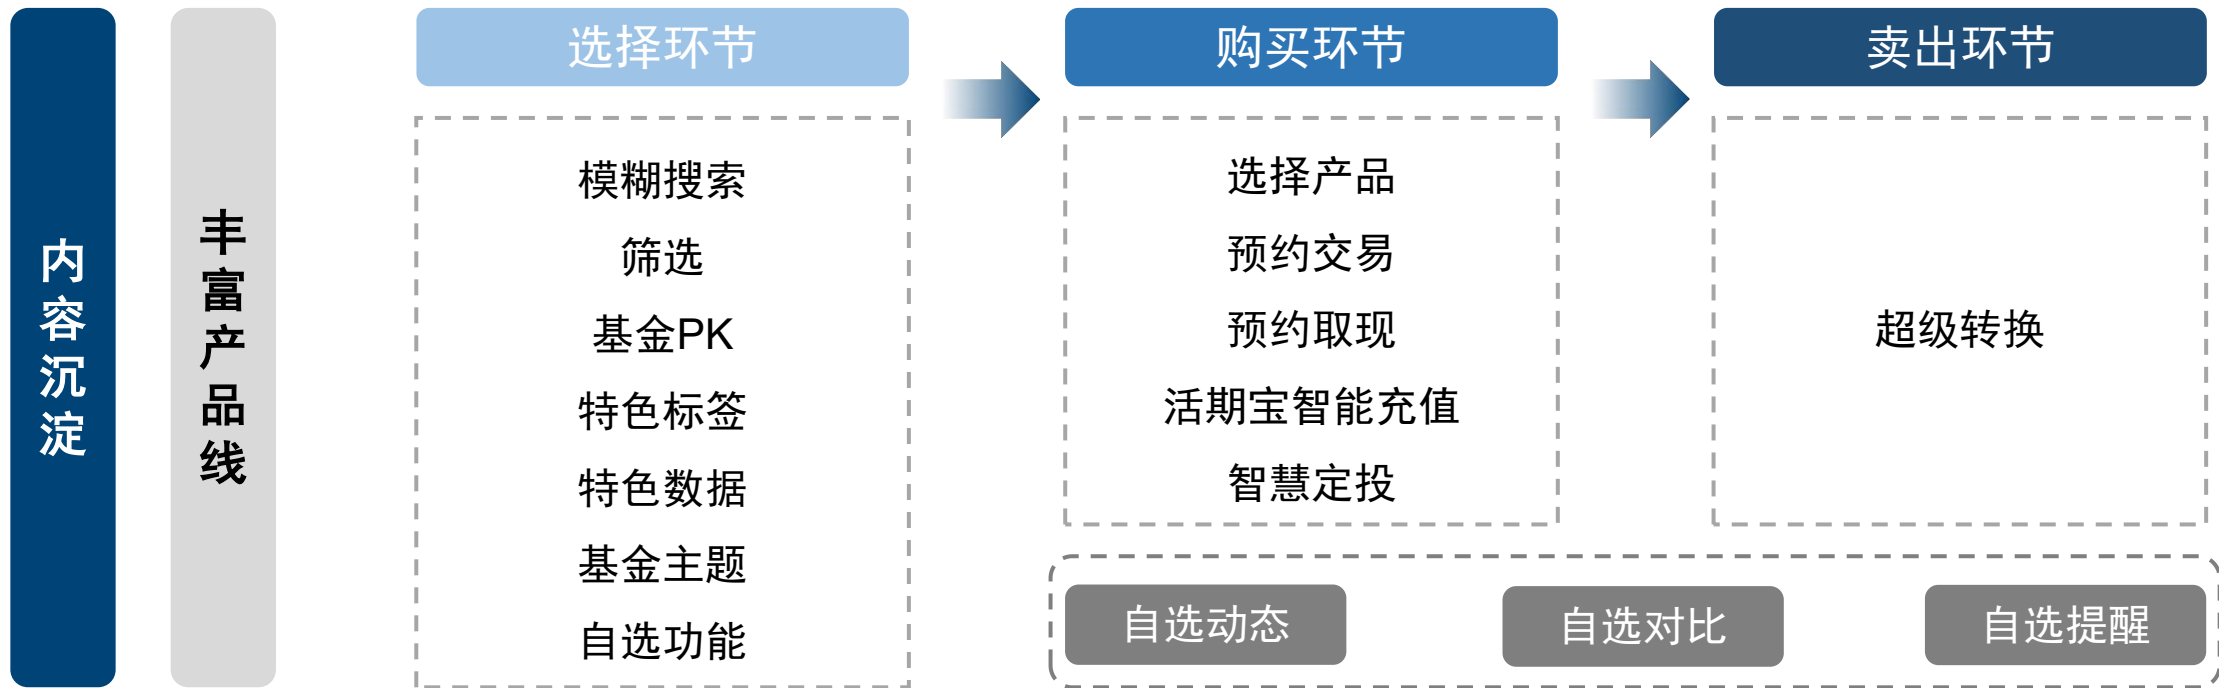 内容沉淀
丰富产品线
选择环节
模糊搜索
筛选
基金PK
特色标签
特色数据
基金主题
自选功能
购买环节
选择产品
预约交易
预约取现
活期宝智能充值
智慧定投
卖出环节
超级转换
自选动态
自选对比
自选提醒